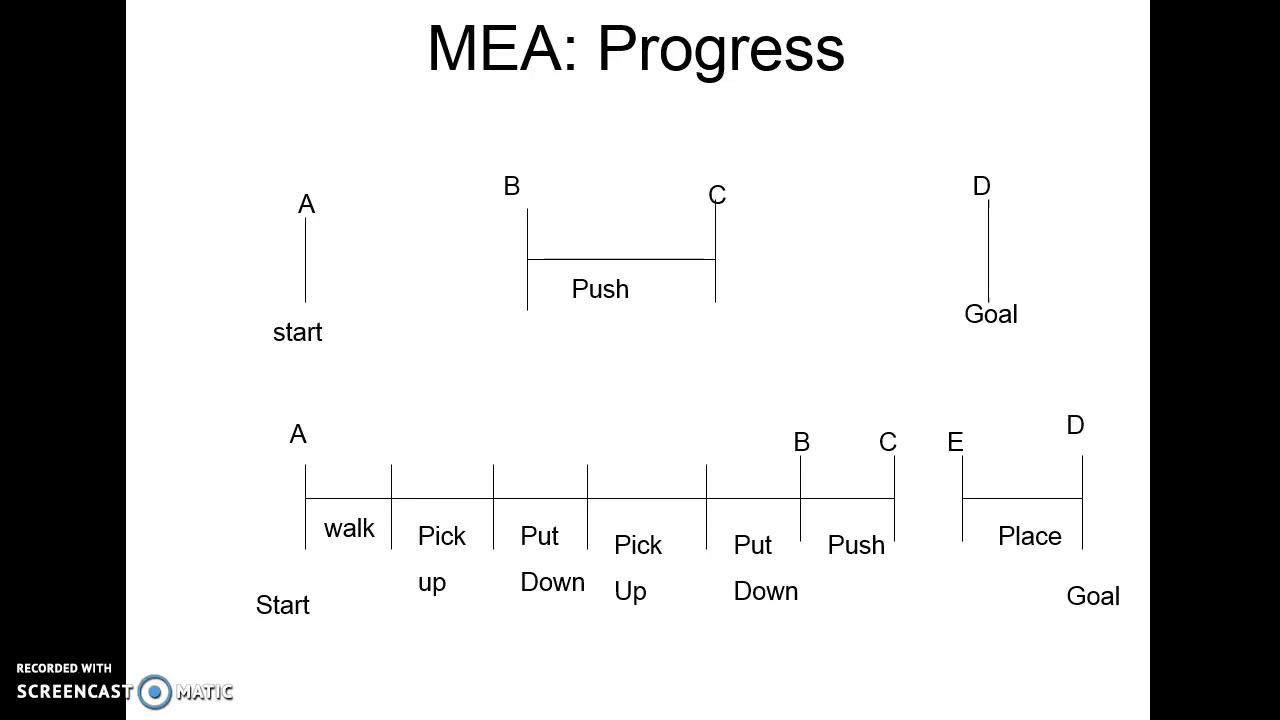 MEA: Progress
A
B
C
D
Push
start
Goal
A
B
C
E
D
walk
Pick
up
Put
Down
Pick
Up
Put
Down
Push
Place
Start
Goal
RECORDED WITH
SCREENCAST MATIC